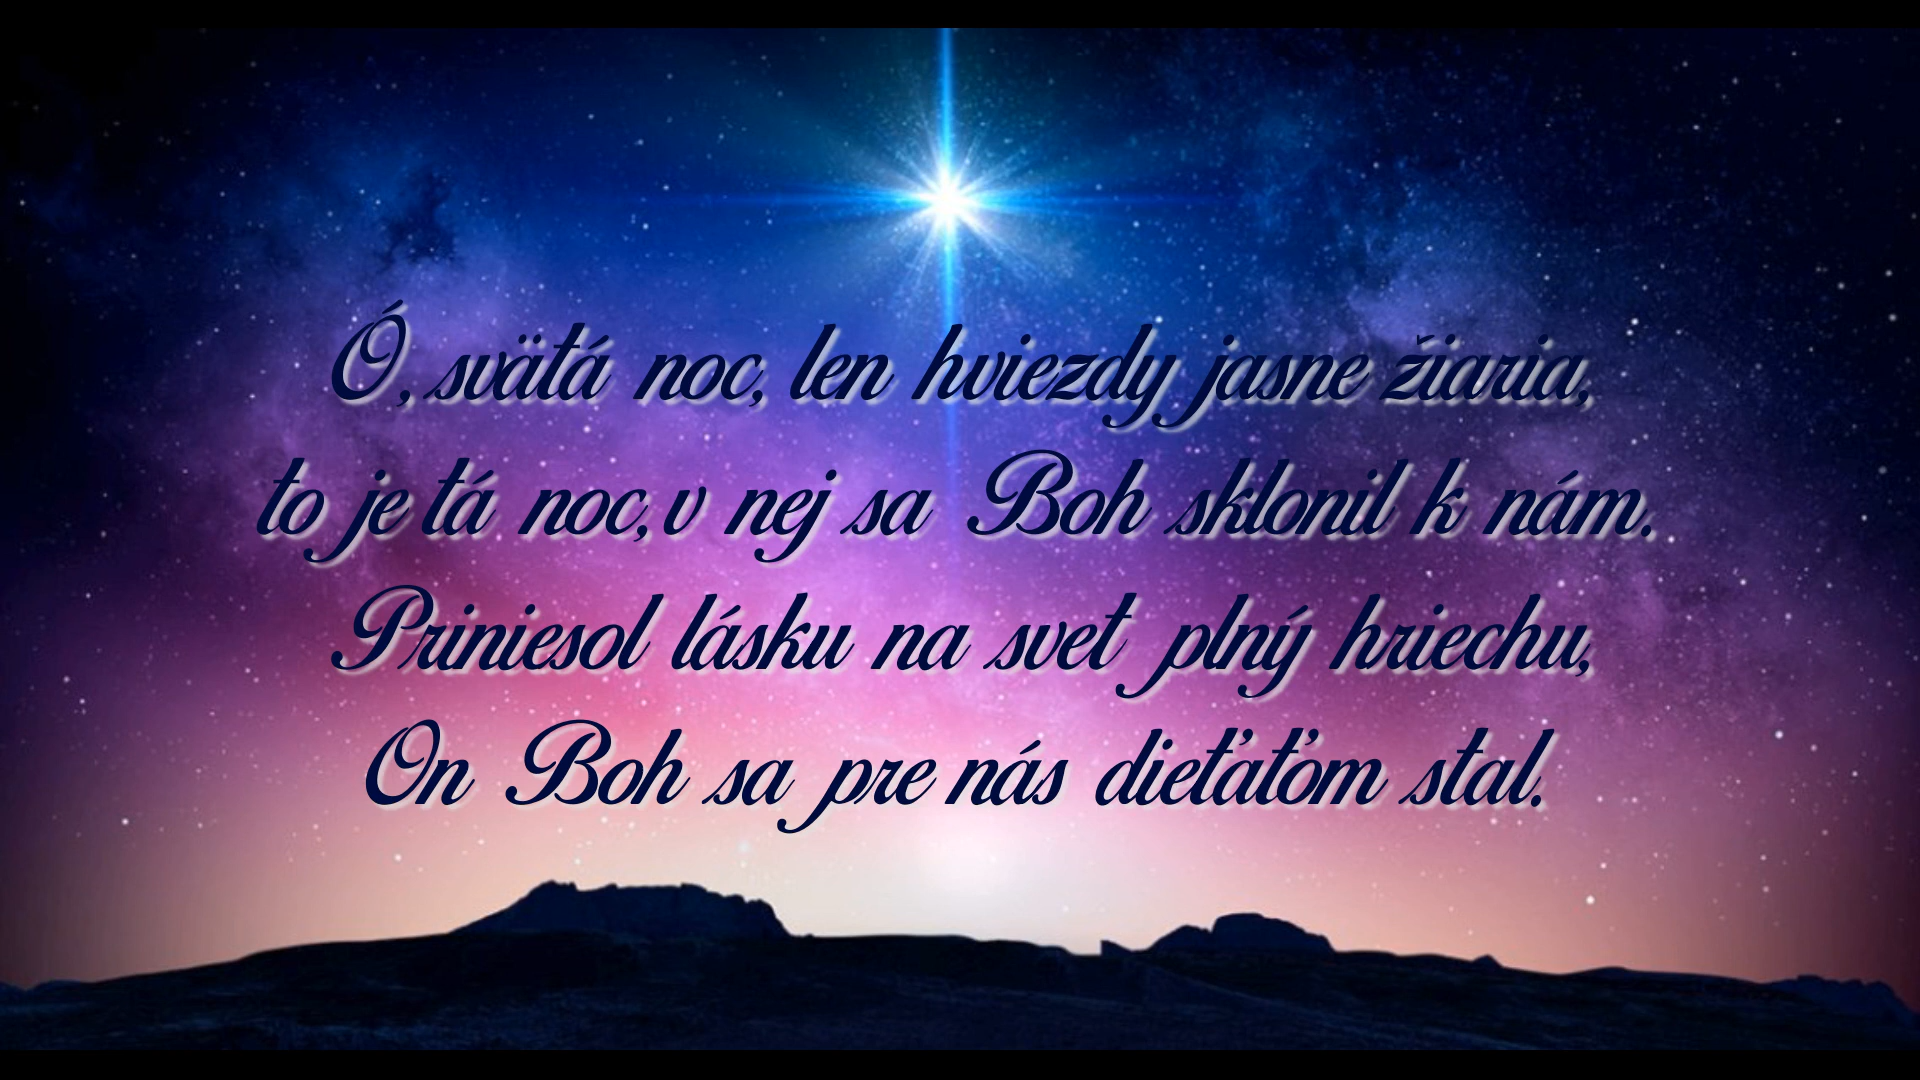 Ó, svätá noc, len hviezdy jasne žiaria,
to je tá noc, v nej sa Boh sklonil k nám.
Priniesol lásku na svet plný hriechu,
On Boh sa pre nás dieťaťom stal.